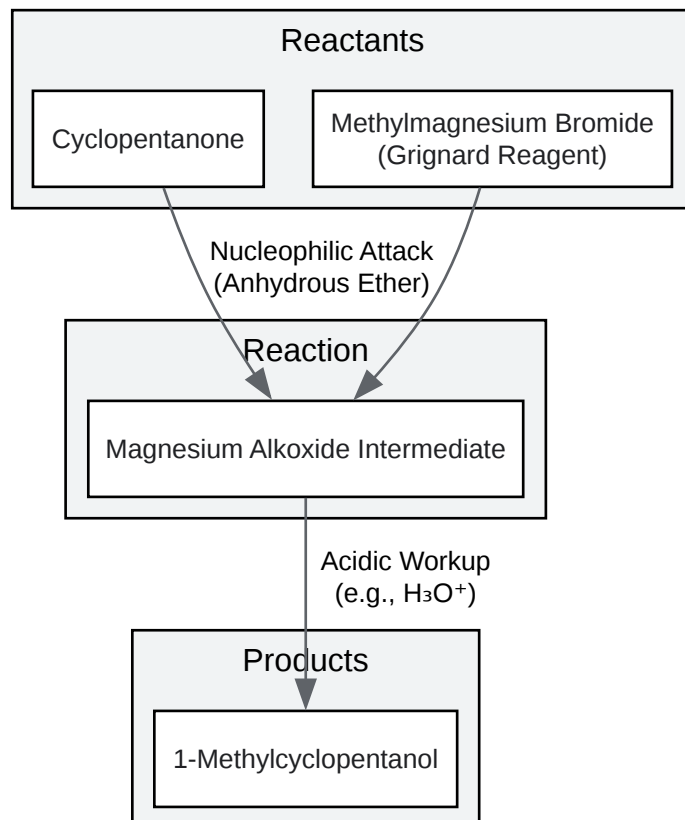 Reactants
Cyclopentanone
Methylmagnesium Bromide
(Grignard Reagent)
Nucleophilic Attack
(Anhydrous Ether)
Reaction
Magnesium Alkoxide Intermediate
Acidic Workup
(e.g., H₃O⁺)
Products
1-Methylcyclopentanol